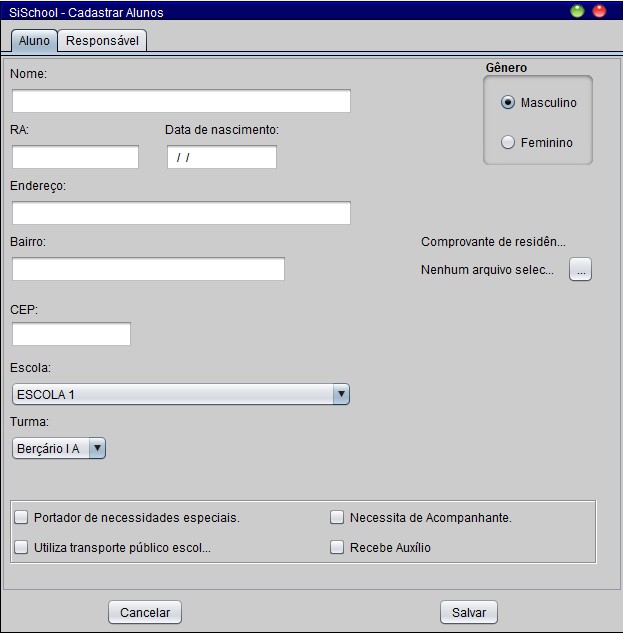 SiSchool - Cadastrar Alunos
Aluno Responsável
Nome:
Gênero
Masculino
Feminino
RA: Data de nascimento:
/ /
Endereço:
Bairro:
Comprovante de residên...
Nenhum arquivo selec... ...
CEP:
Escola:
ESCOLA 1
Turma:
Berçário I A
Portador de necessidades especiais. Necessita de Acompanhante.
Utiliza transporte público escol... Recebe Auxílio
Cancelar Salvar